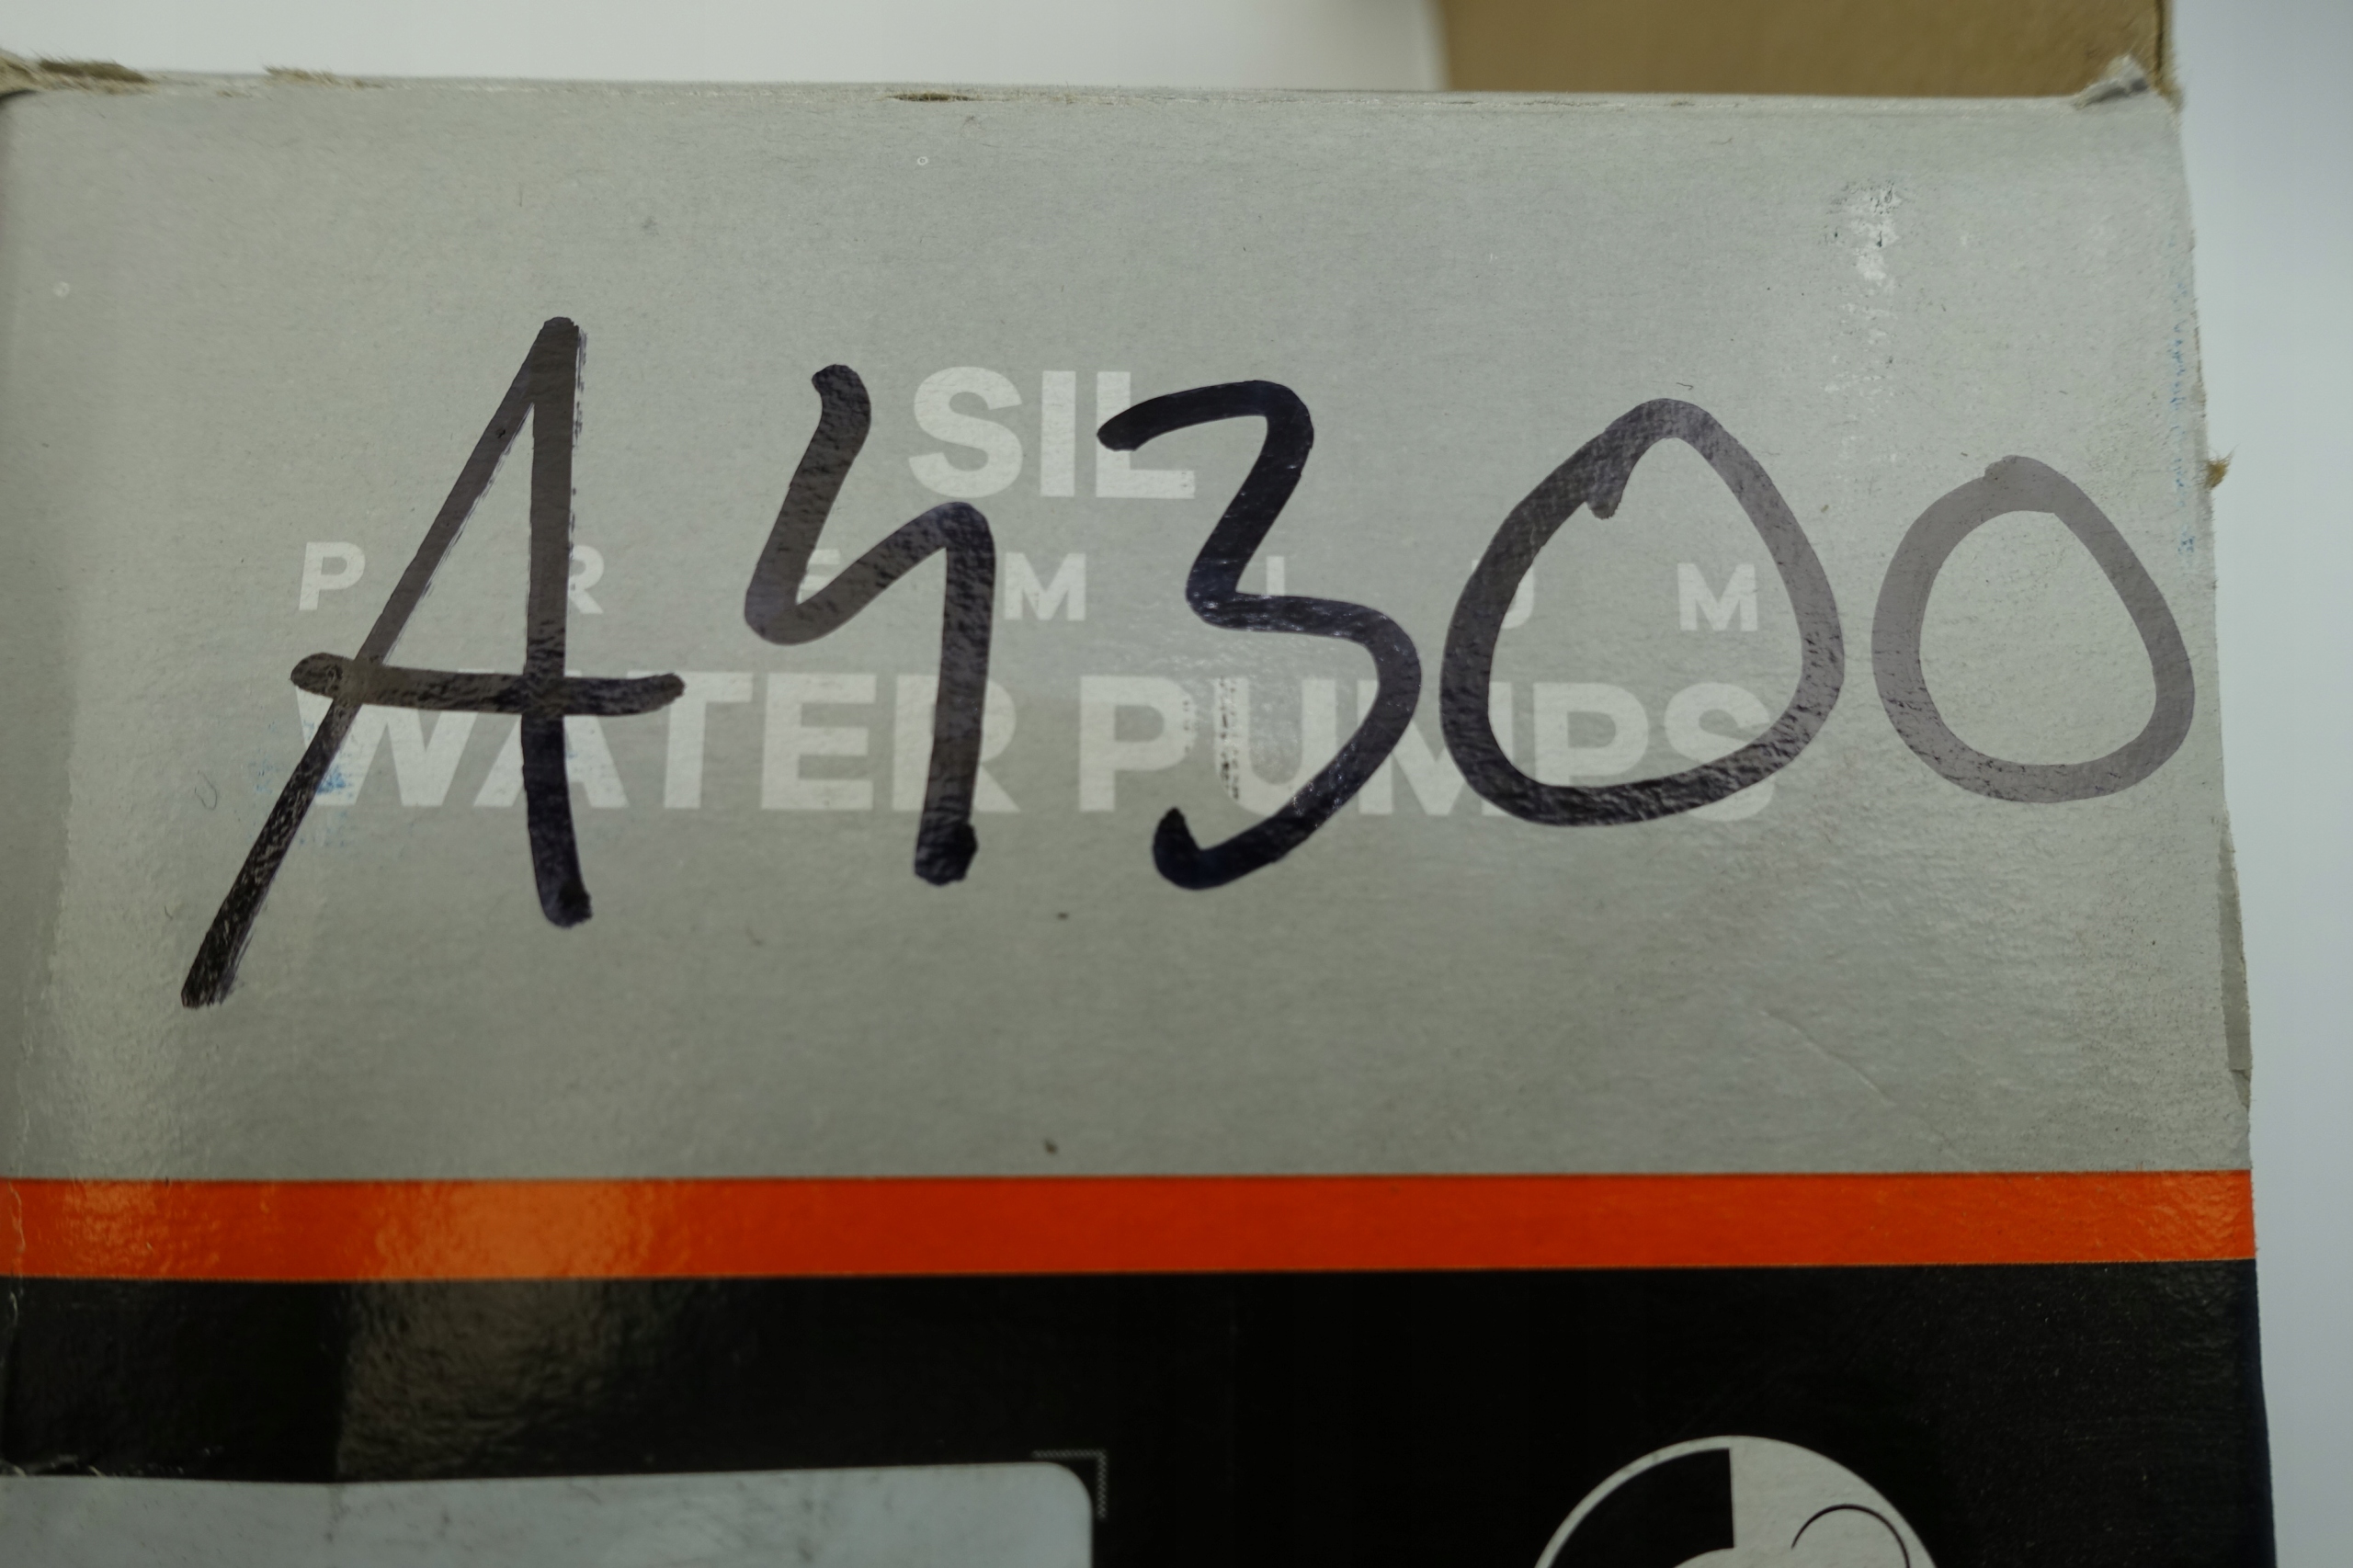 A4300
SIL
PREMIUM
WATER PUMPS